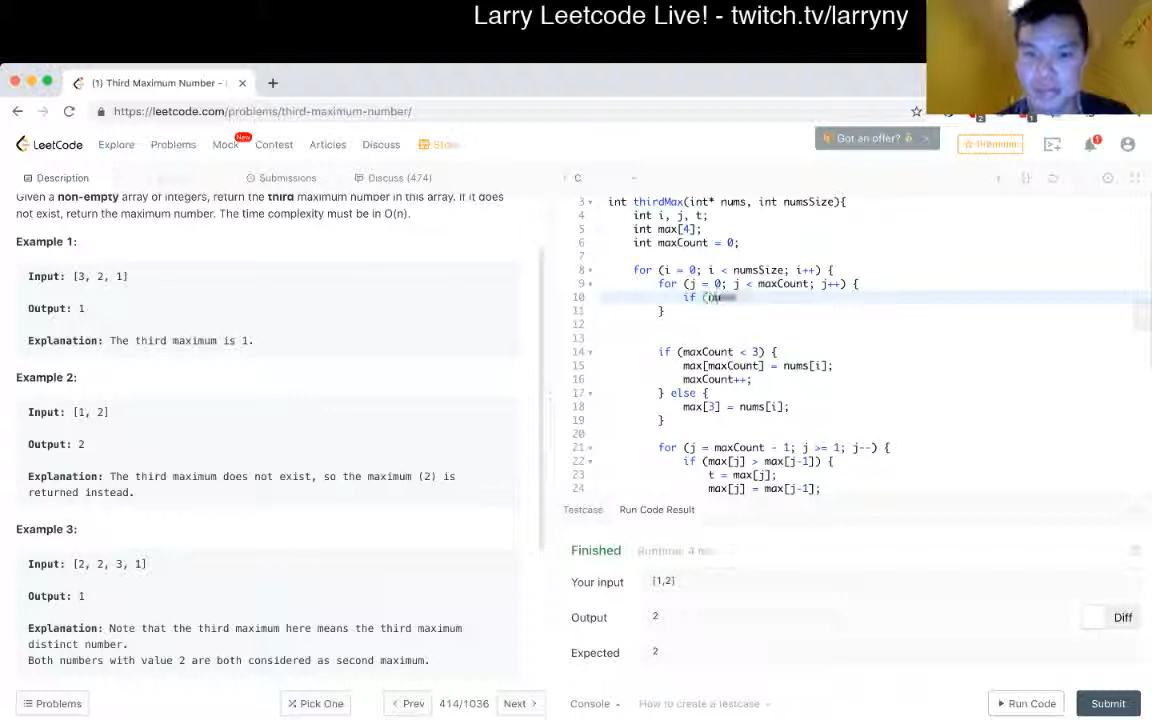 Larry Leetcode Live! - twitch.tv/larryny
(1) Third Maximum Number -
https://leetcode.com/problems/third-maximum-number/
LeetCode
Explore
Problems
Mock
New
Contest
Articles
Discuss
Store
Got an offer?
Premium
1
Description
Submissions
Discuss (474)
C
Given a non-empty array of integers, return the third maximum number in this array. If it does
not exist, return the maximum number. The time complexity must be in O(n).
Example 1:
Input: [3, 2, 1]
Output: 1
Explanation: The third maximum is 1.
Example 2:
Input: [1, 2]
Output: 2
Explanation: The third maximum does not exist, so the maximum (2) is
returned instead.
Example 3:
Input: [2, 2, 3, 1]
Output: 1
Explanation: Note that the third maximum here means the third maximum
distinct number.
Both numbers with value 2 are both considered as second maximum.
3 int thirdMax(int* nums, int numsSize){
4 int i, j, t;
5 int max[4];
6 int maxCount = 0;
7
8 for (i = 0; i < numsSize; i++) {
9 for (j = 0; j < maxCount; j++) {
10 if (
11 }
12
13
14 if (maxCount < 3) {
15 max[maxCount] = nums[i];
16 maxCount++;
17 } else {
18 max[3] = nums[i];
19 }
20
21 for (j = maxCount - 1; j >= 1; j--) {
22 if (max[j] > max[j-1]) {
23 t = max[j];
24 max[j] = max[j-1];
Testcase
Run Code Result
Finished
Runtime: 4
Your input
[1,2]
Output
2
Diff
Expected
2
Problems
Pick One
Prev
414/1036
Next
Console
How to create a testcase
Run Code
Submit